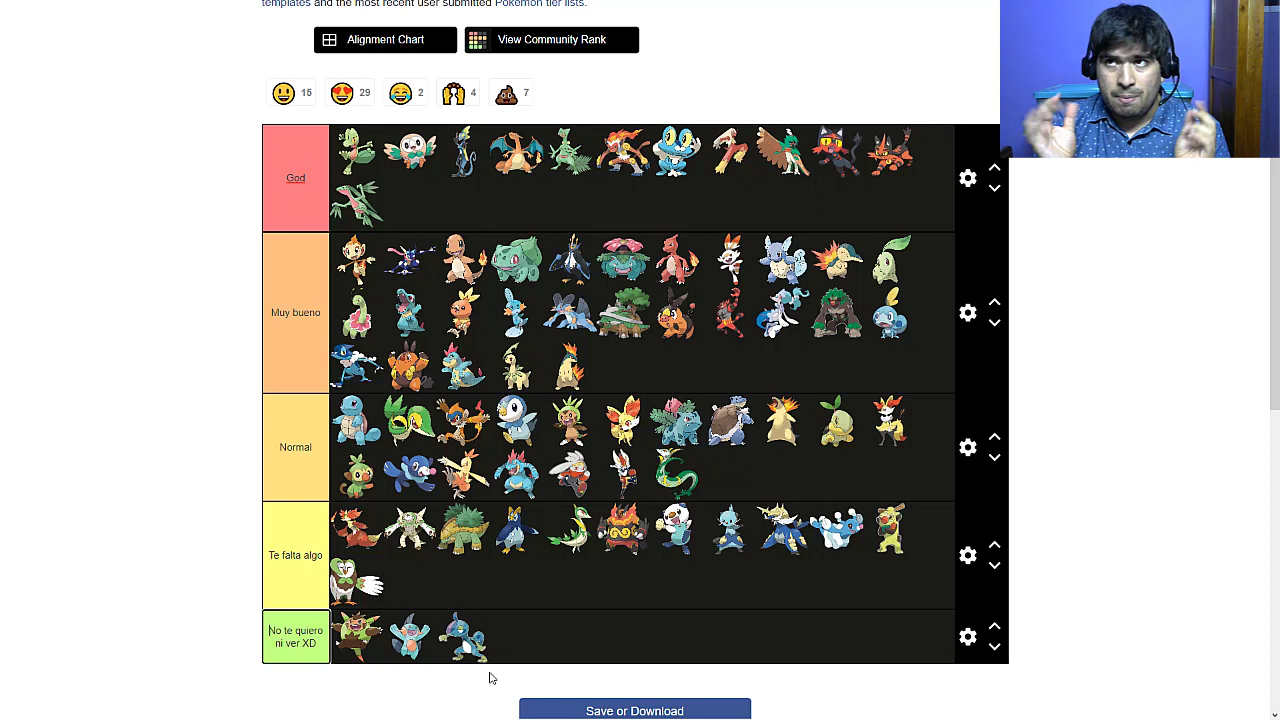 templates and the most recent user submitted Pokemon tier lists.
Alignment Chart
View Community Rank
15
29
2
4
7
God
Muy bueno
Normal
Te falta algo
No te quiero
ni ver XD
Save or Download